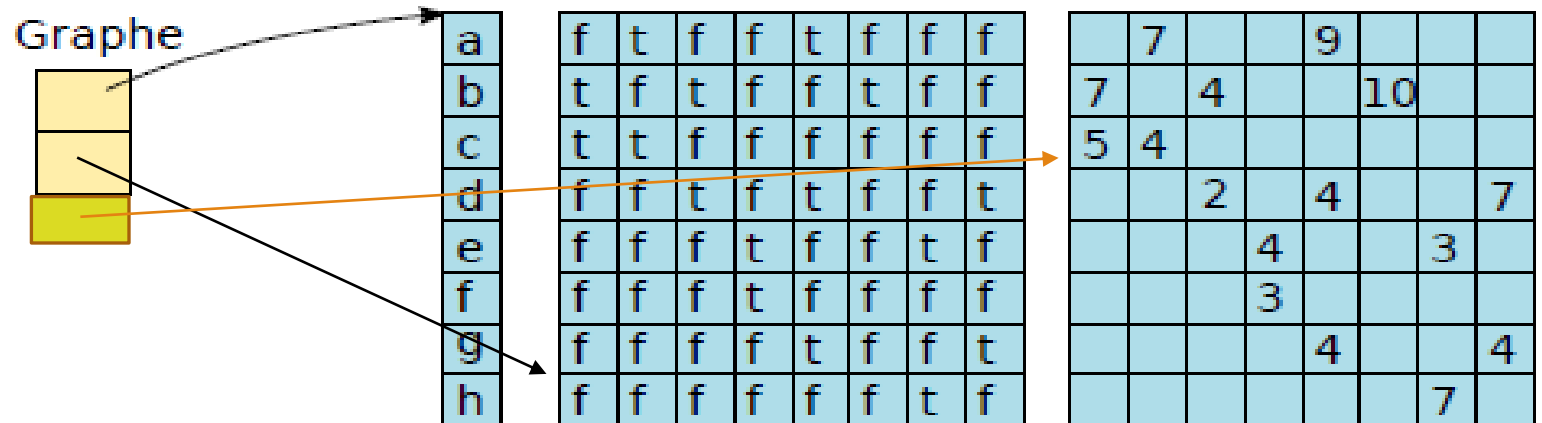 Graphe
a f t f f t f f f 7 9
b t f t f f t f f 7 4 10
c t t f f f f f f 5 4
d f f t f t f f t 2 4 7
e f f f t f f t f 4 3
f f f f t f f f f 3
g f f f f t f f t 4 4
h f f f f f f t f 7